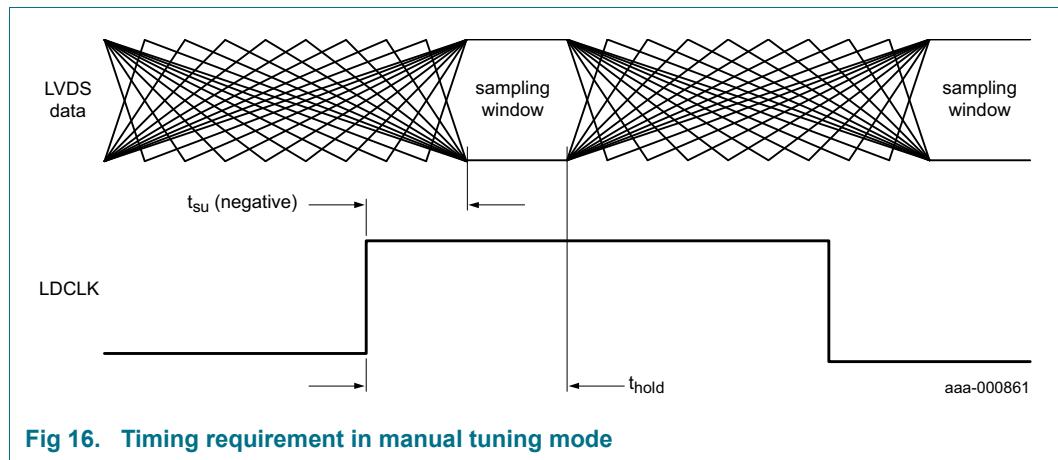 LVDS
data
sampling
window
sampling
window
tsu (negative)
LDCLK
thold
aaa-000861
Fig 16. Timing requirement in manual tuning mode